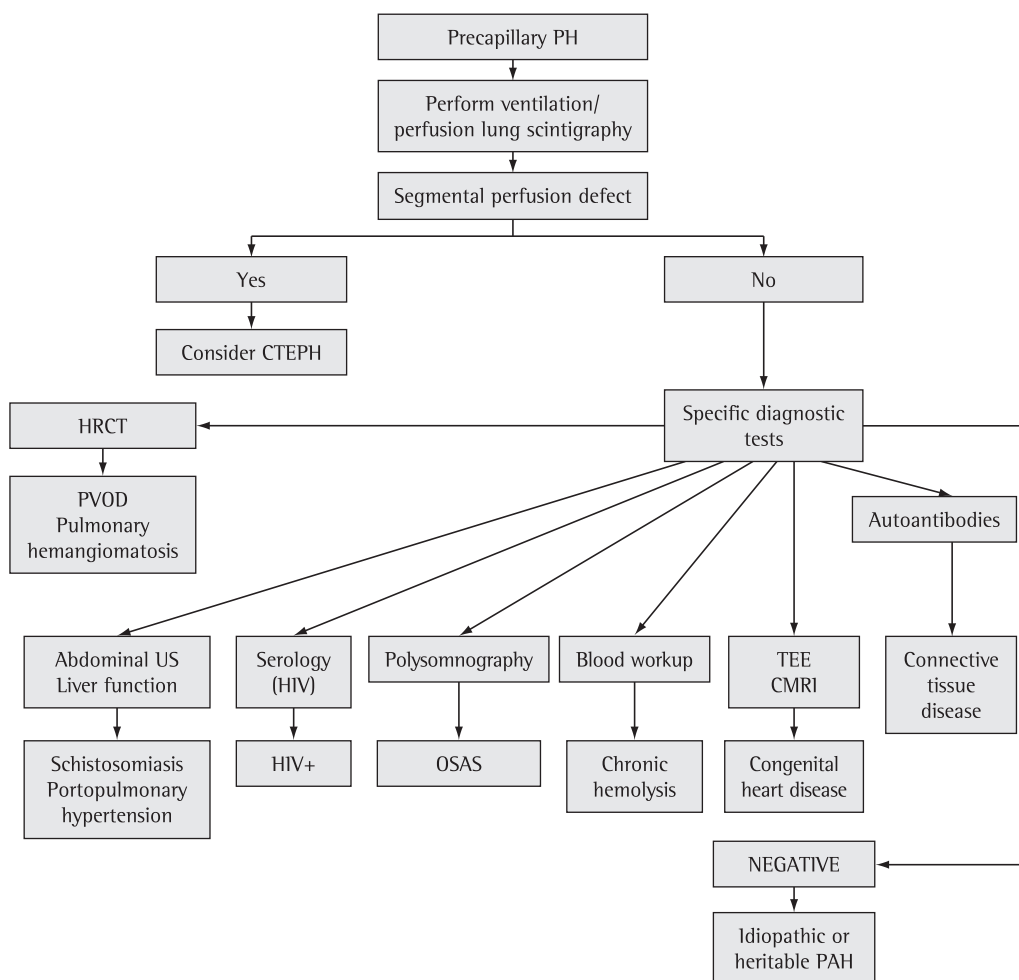 Precapillary PH
Perform ventilation/
perfusion lung scintigraphy
Segmental perfusion defect
Yes
No
Consider CTEPH
Specific diagnostic
tests
HRCT
PVOD
Pulmonary
hemangiomatosis
Autoantibodies
Abdominal US
Liver function
Serology
(HIV)
Polysomnography
Blood workup
TEE
CMRI
Connective
tissue
disease
Schistosomiasis
Portopulmonary
hypertension
HIV+
OSAS
Chronic
hemolysis
Congenital
heart disease
NEGATIVE
Idiopathic or
heritable PAH